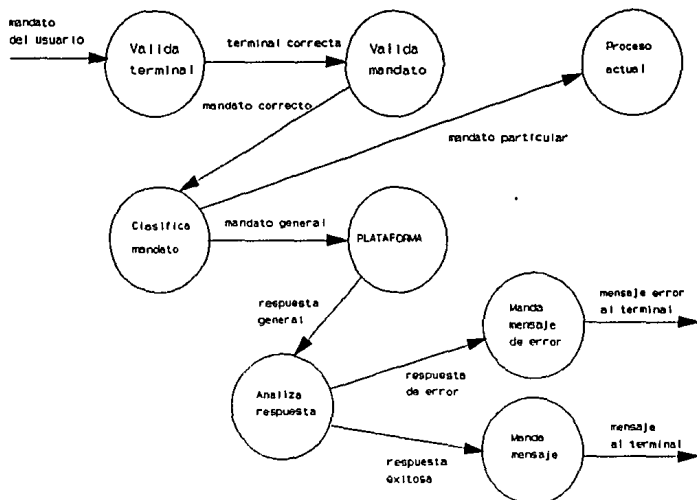 mandato
del usuario
Valida
terminal
terminal correcta
Valida
mandato
Proceso
actual
mandato correcto
mandato particular
Clasifica
mandato
mandato general
PLATAFORMA
respuesta
general
Manda
mensaje
de error
mensaje error
al terminal
Analiza
respuesta
respuesta
de error
Manda
mensaje
mensaje
al terminal
respuesta
exitosa